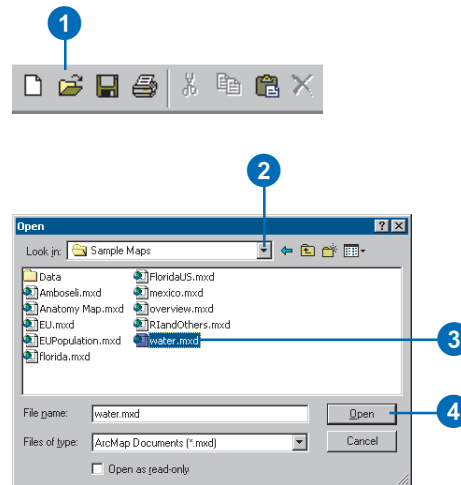 1
2
Open
Look in: Sample Maps
Data
Amboseli.mxd
Anatomy Map.mxd
EU.mxd
EUPopulation.mxd
florida.mxd
FloridaUS.mxd
mexico.mxd
overview.mxd
RIandOthers.mxd
water.mxd
3
File name: water.mxd Open
4
Files of type: ArcMap Documents (*.mxd) Cancel
Open as read-only